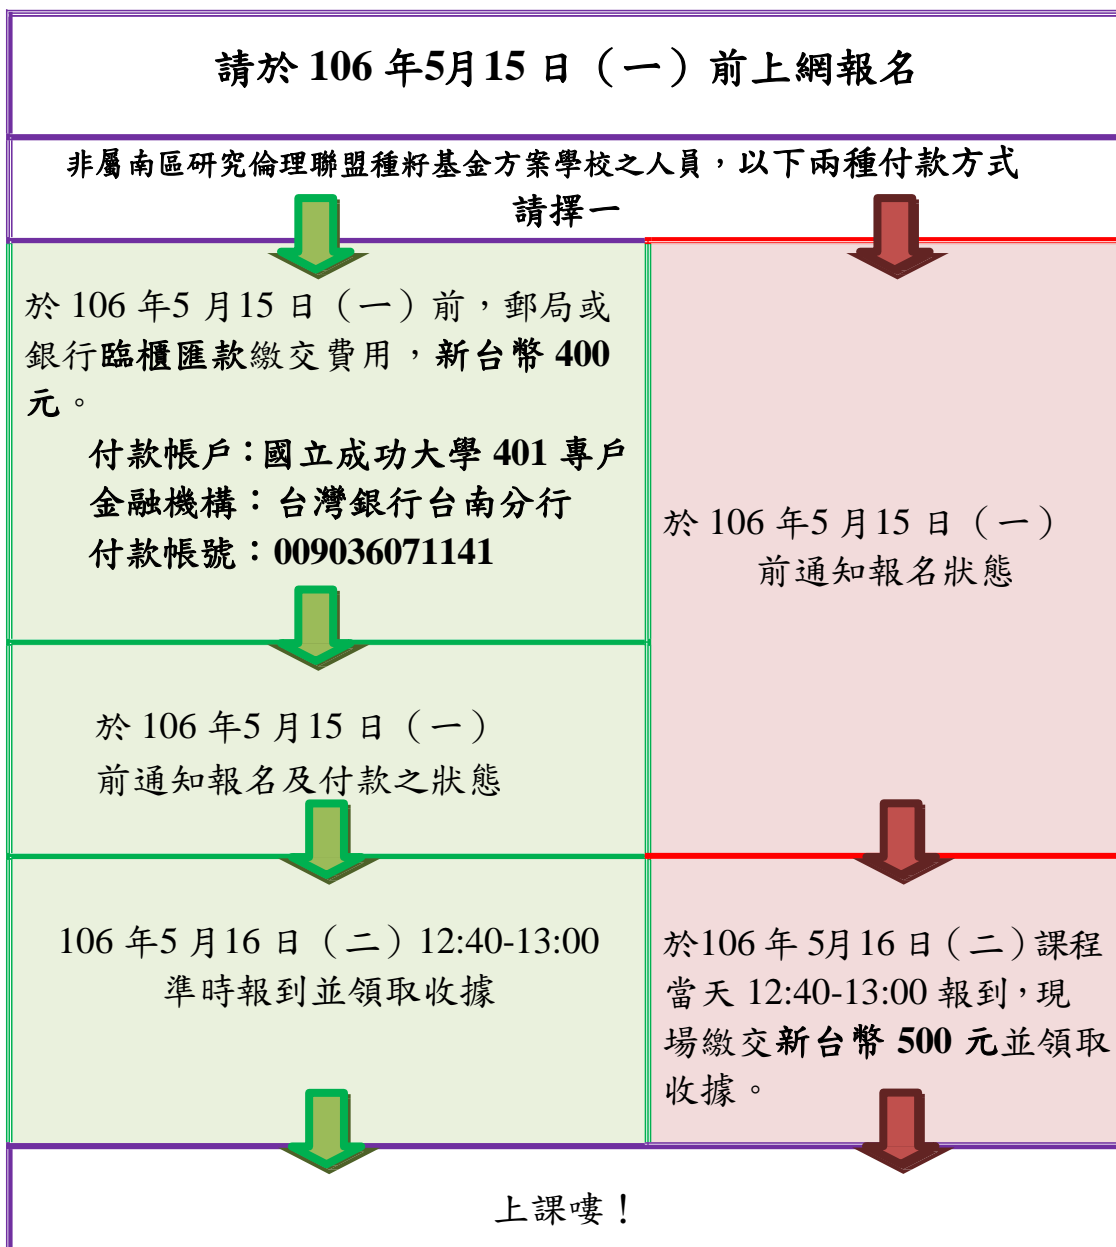 請於 106 年5月15 日（一）前上網報名
非屬南區研究倫理聯盟種籽基金方案學校之人員，以下兩種付款方式
請擇一
於 106 年5 月15 日（一）前，郵局或
銀行臨櫃匯款繳交費用，新台幣 400
元。
付款帳戶：國立成功大學 401 專戶
金融機構：台灣銀行台南分行
付款帳號：009036071141
於 106 年5 月15 日（一）
前通知報名及付款之狀態
106 年5 月16 日（二）12:40-13:00
準時報到並領取收據
於 106 年5 月15 日（一）
前通知報名狀態
於106 年 5月16 日（二）課程
當天 12:40-13:00 報到，現
場繳交新台幣 500 元並領取
收據。
上課嘍！